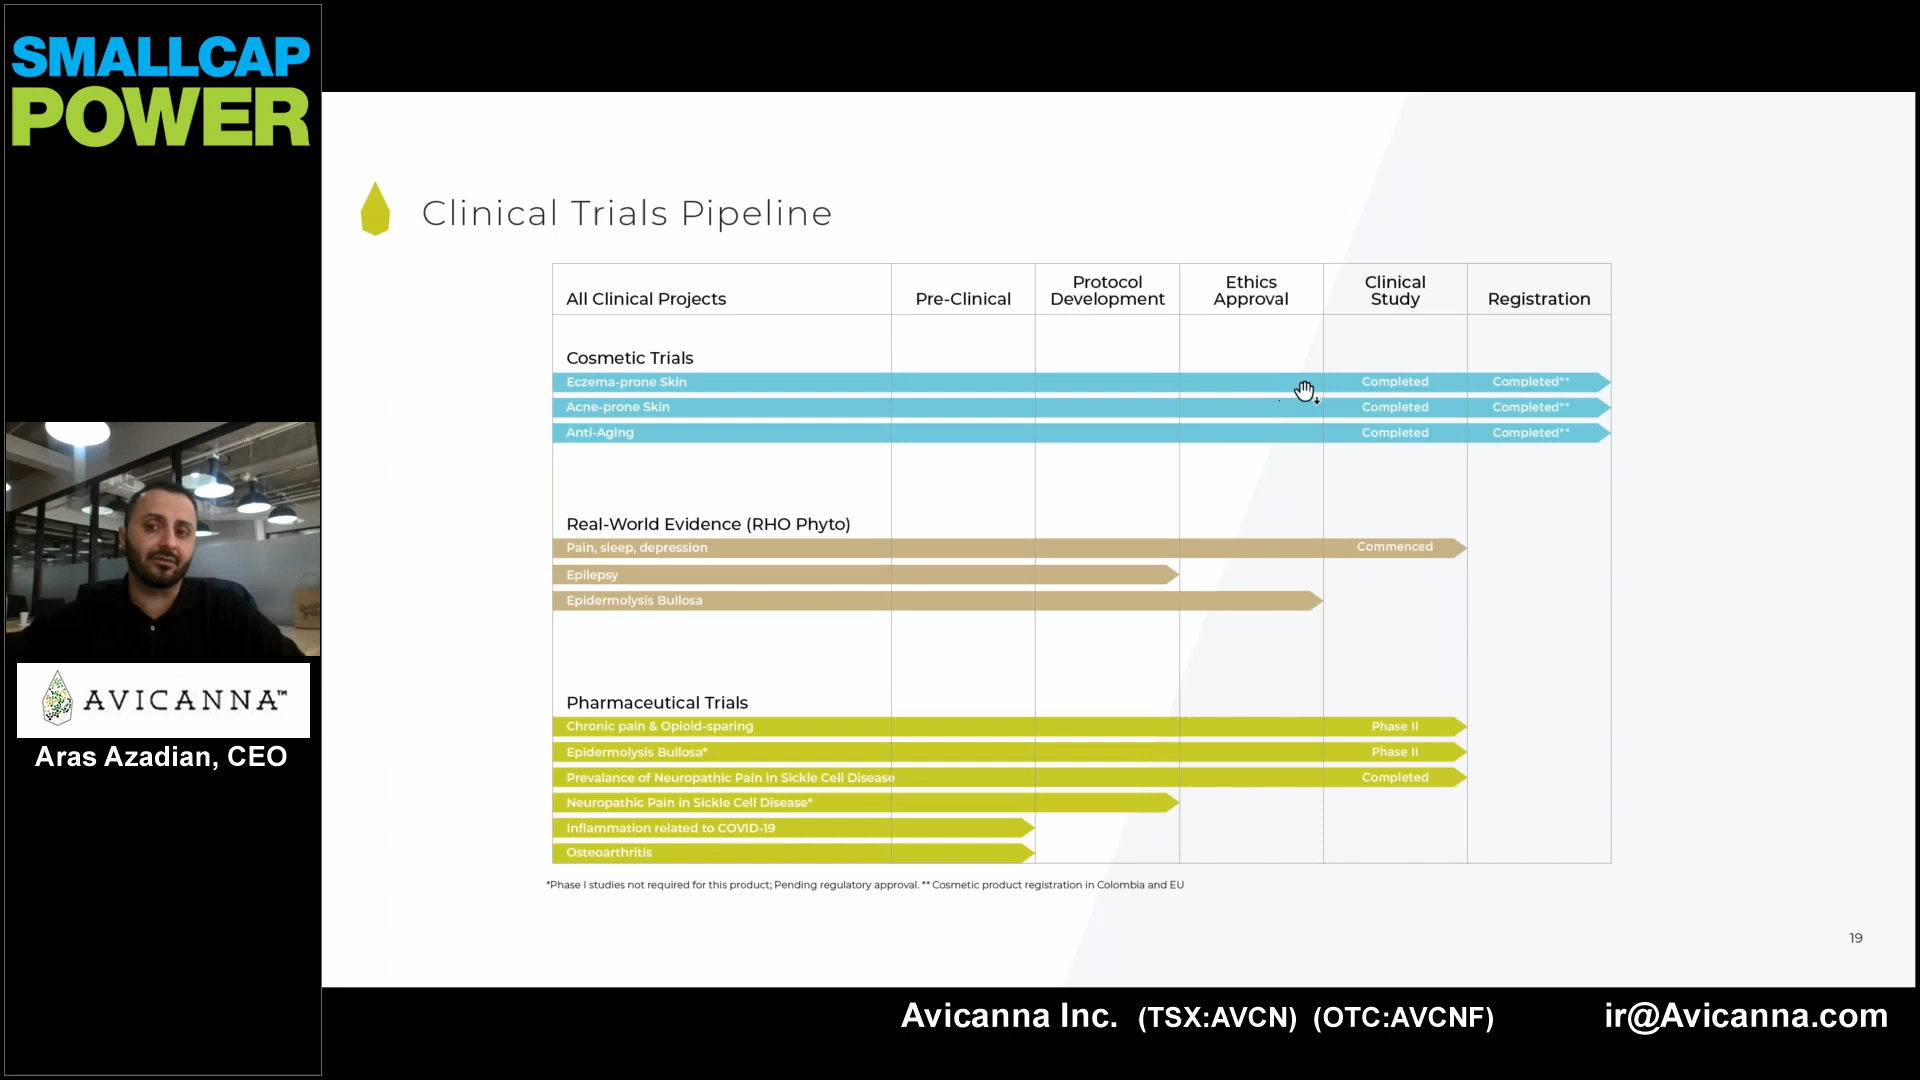 SMALLCAP
POWER
Clinical Trials Pipeline
All Clinical Projects
Pre-Clinical
Protocol
Development
Ethics
Approval
Clinical
Study
Registration
Cosmetic Trials
Eczema-prone Skin
Completed
Completed**
Acne-prone Skin
Completed
Completed**
Anti-Aging
Completed
Completed**
Real-World Evidence (RHO Phyto)
Pain, sleep, depression
Commenced
Epilepsy
Epidermolysis Bullosa
Pharmaceutical Trials
Chronic pain & Opioid-sparing
Phase II
Epidermolysis Bullosa*
Phase II
Prevalance of Neuropathic Pain in Sickle Cell Disease
Completed
Neuropathic Pain in Sickle Cell Disease*
Inflammation related to COVID-19
Osteoarthritis
*Phase I studies not required for this product; Pending regulatory approval. ** Cosmetic product registration in Colombia and EU
19
AVICANNA™
Aras Azadian, CEO
Avicanna Inc. (TSX:AVCN) (OTC:AVCNF)
ir@Avicanna.com